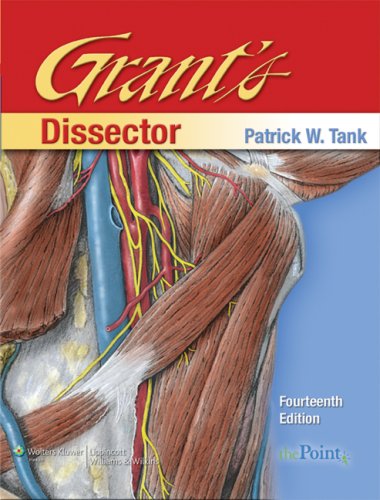 Grant's
Dissector
Patrick W. Tank
Fourteenth
Edition
Wolters Kluwer
Lippincott
Williams & Wilkins
thePoint